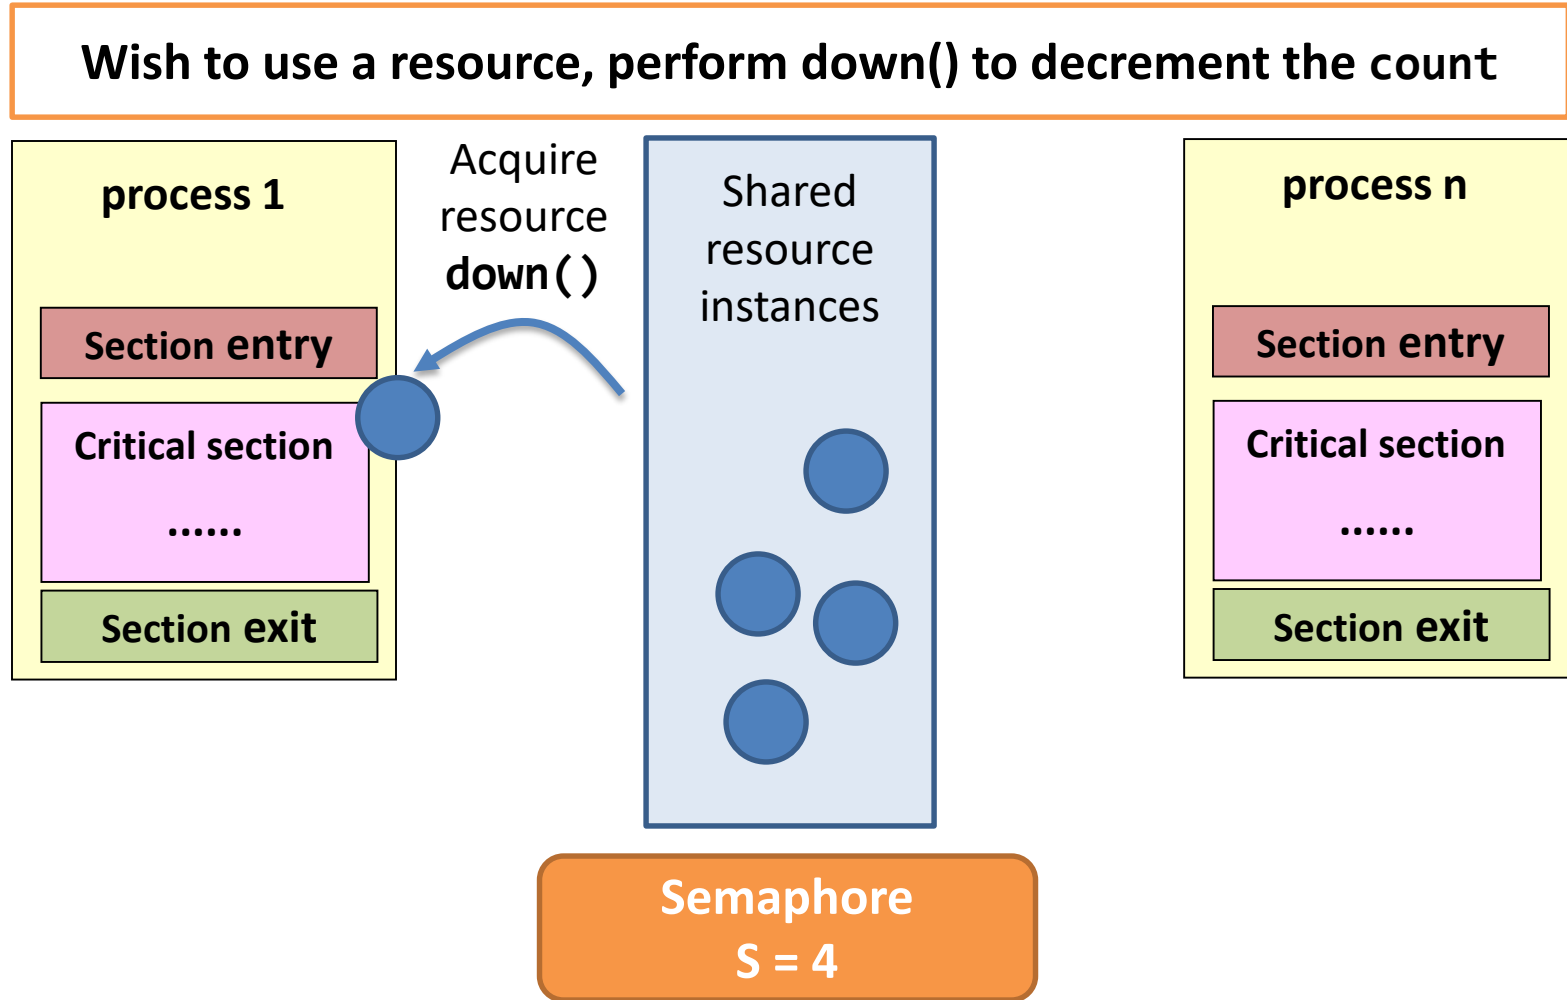 Wish to use a resource, perform down() to decrement the count
process 1
Section entry
Critical section
......
Section exit
Acquire
resource
down()
Shared
resource
instances
process n
Section entry
Critical section
......
Section exit
Semaphore
S = 4